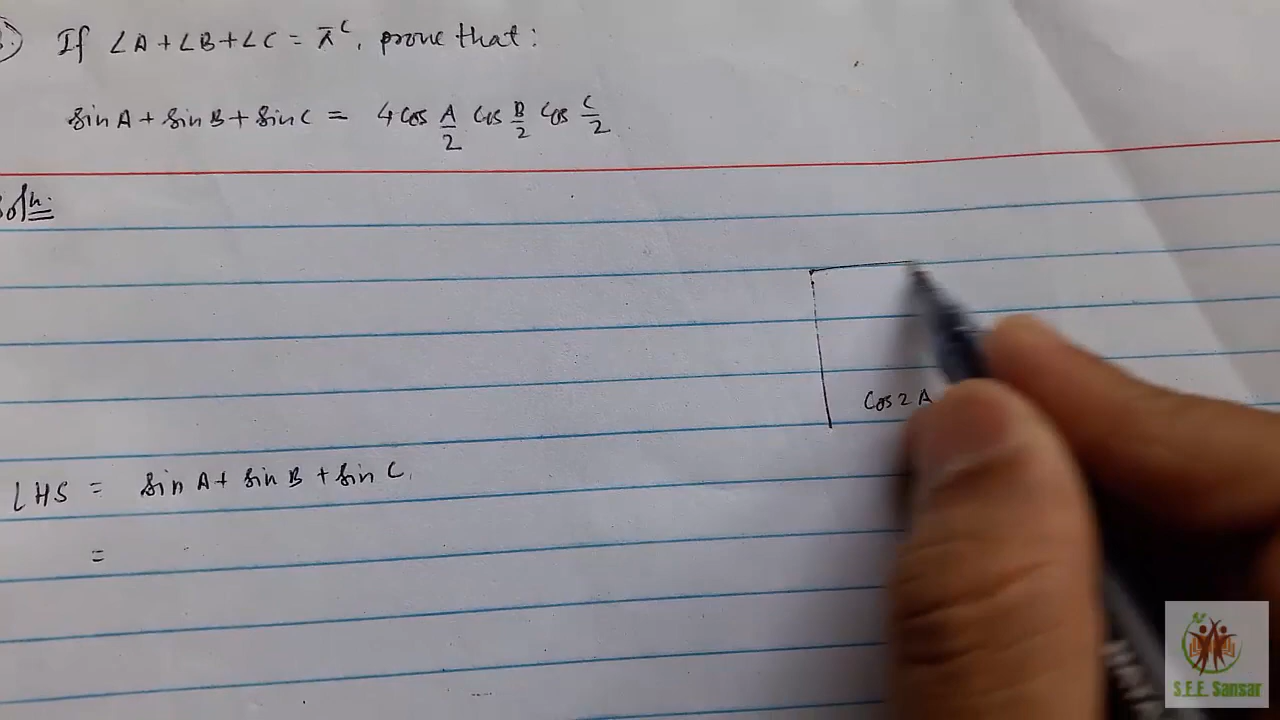 If ∠A + ∠B + ∠C = π^c, prove that:
sin A + sin B + sin C = 4 cos A/2 cos B/2 cos C/2
Soln.
Cos 2 A
LHS = sin A + sin B + sin C.
=
S.E.E. Sansar